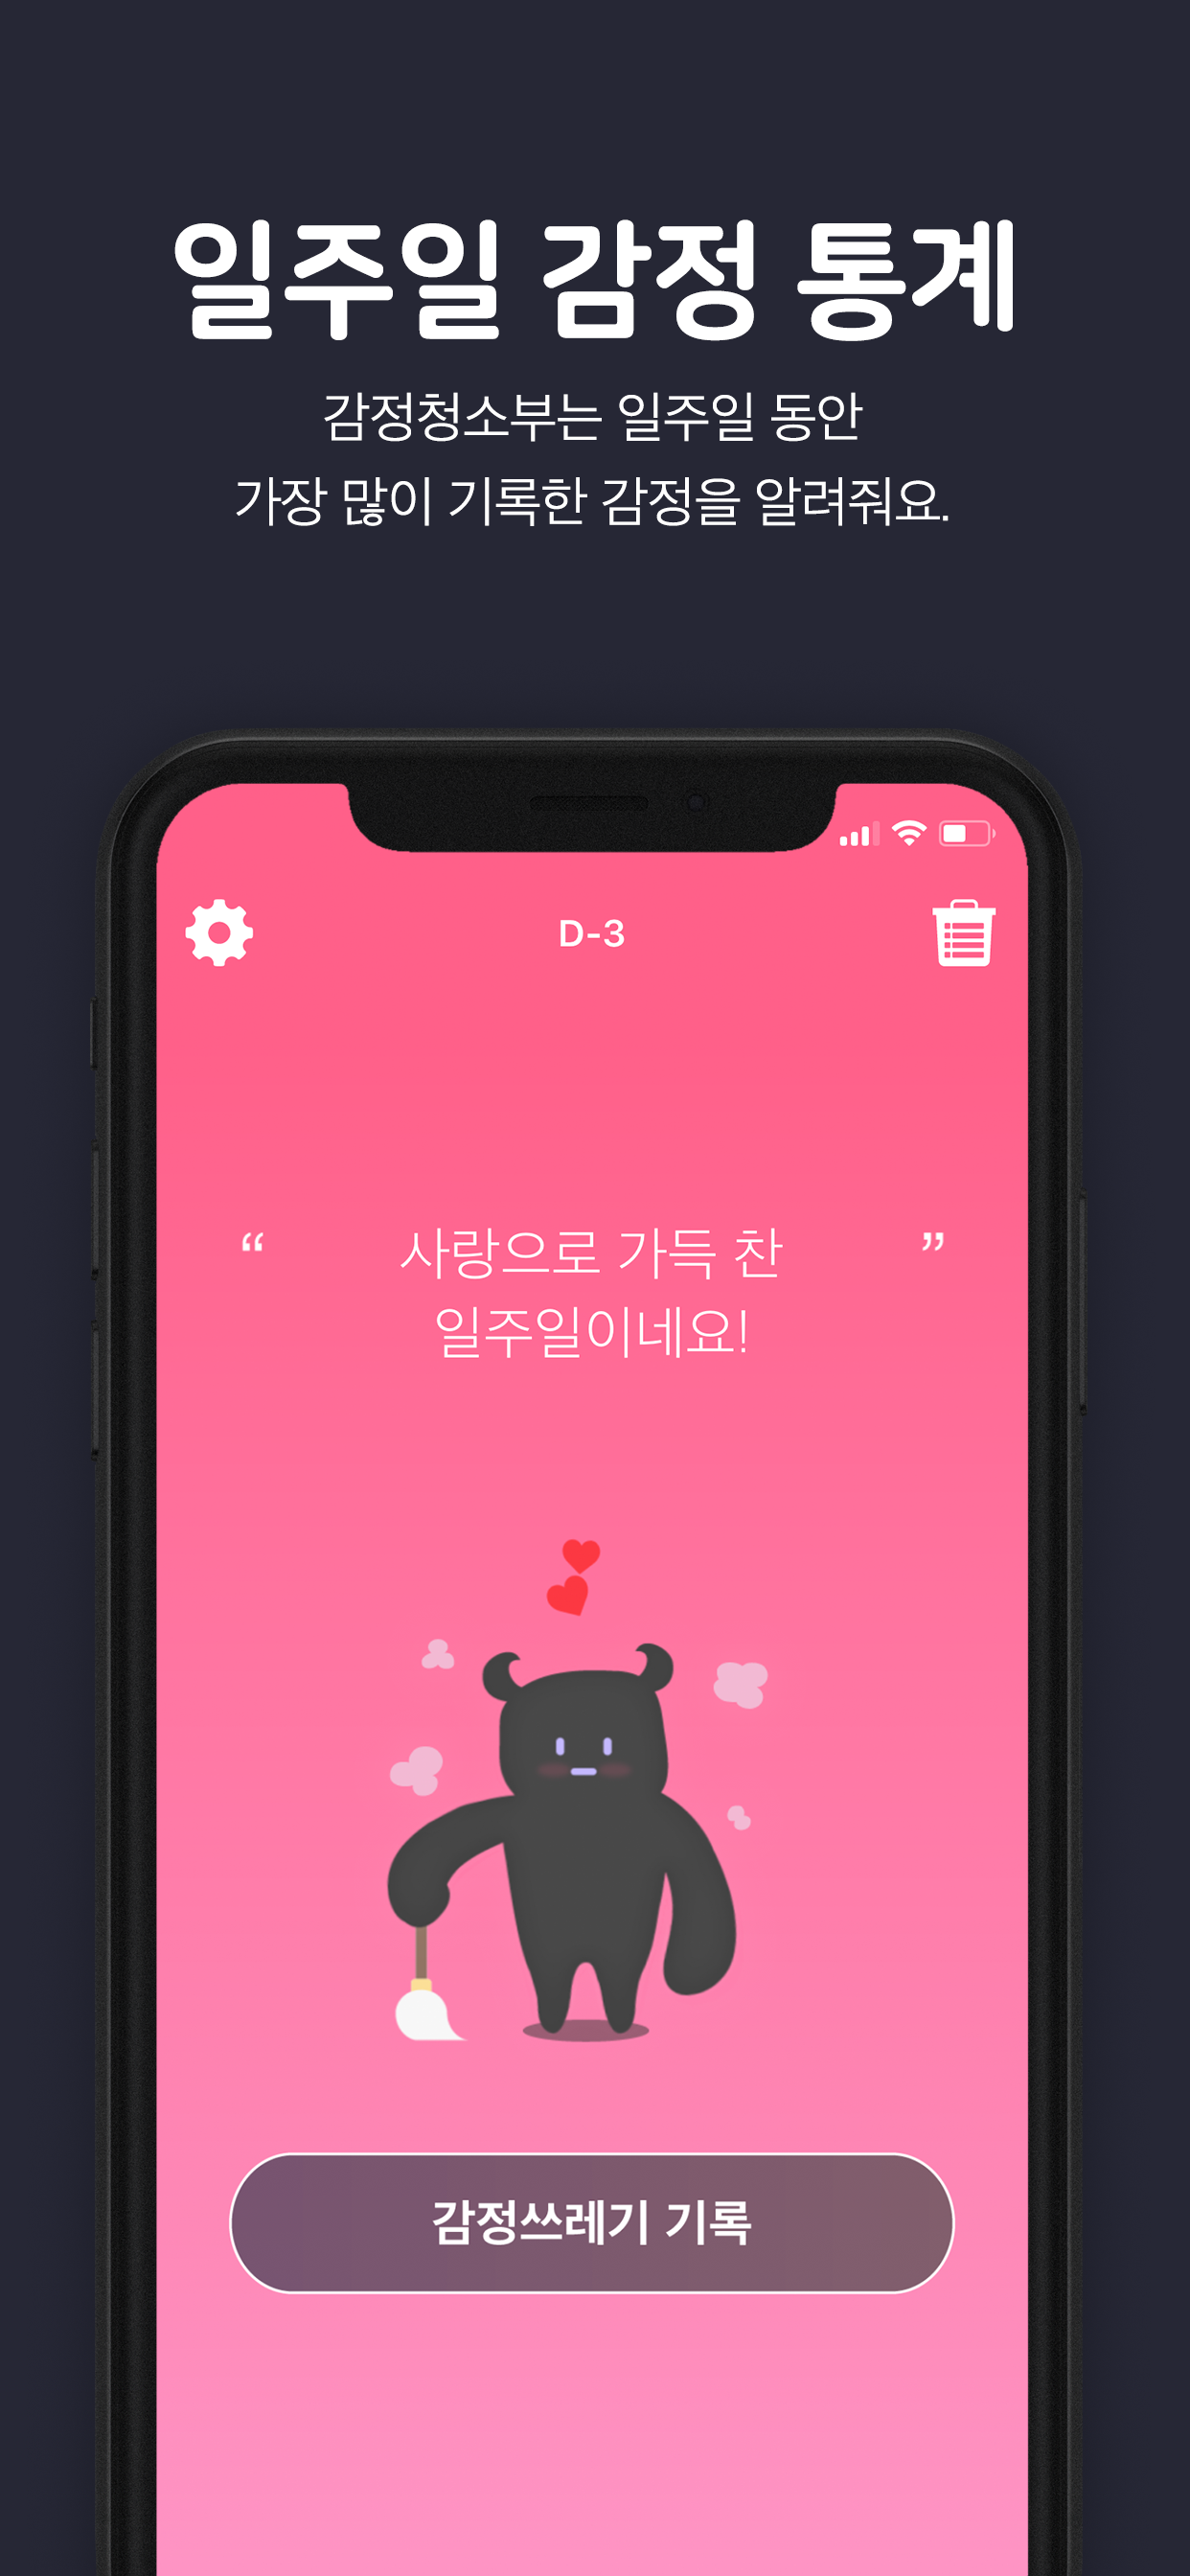 일주일 감정 통계
감정청소부는 일주일 동안
가장 많이 기록한 감정을 알려줘요.
D-3
“ 사랑으로 가득 찬 ”
일주일이네요!
감정쓰레기 기록